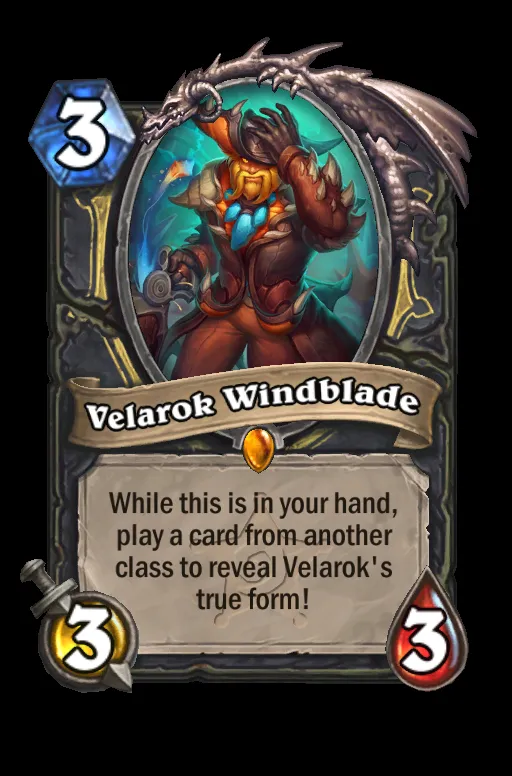 3
Velarok Windblade
While this is in your hand,
play a card from another
class to reveal Velarok's
true form!
3
3